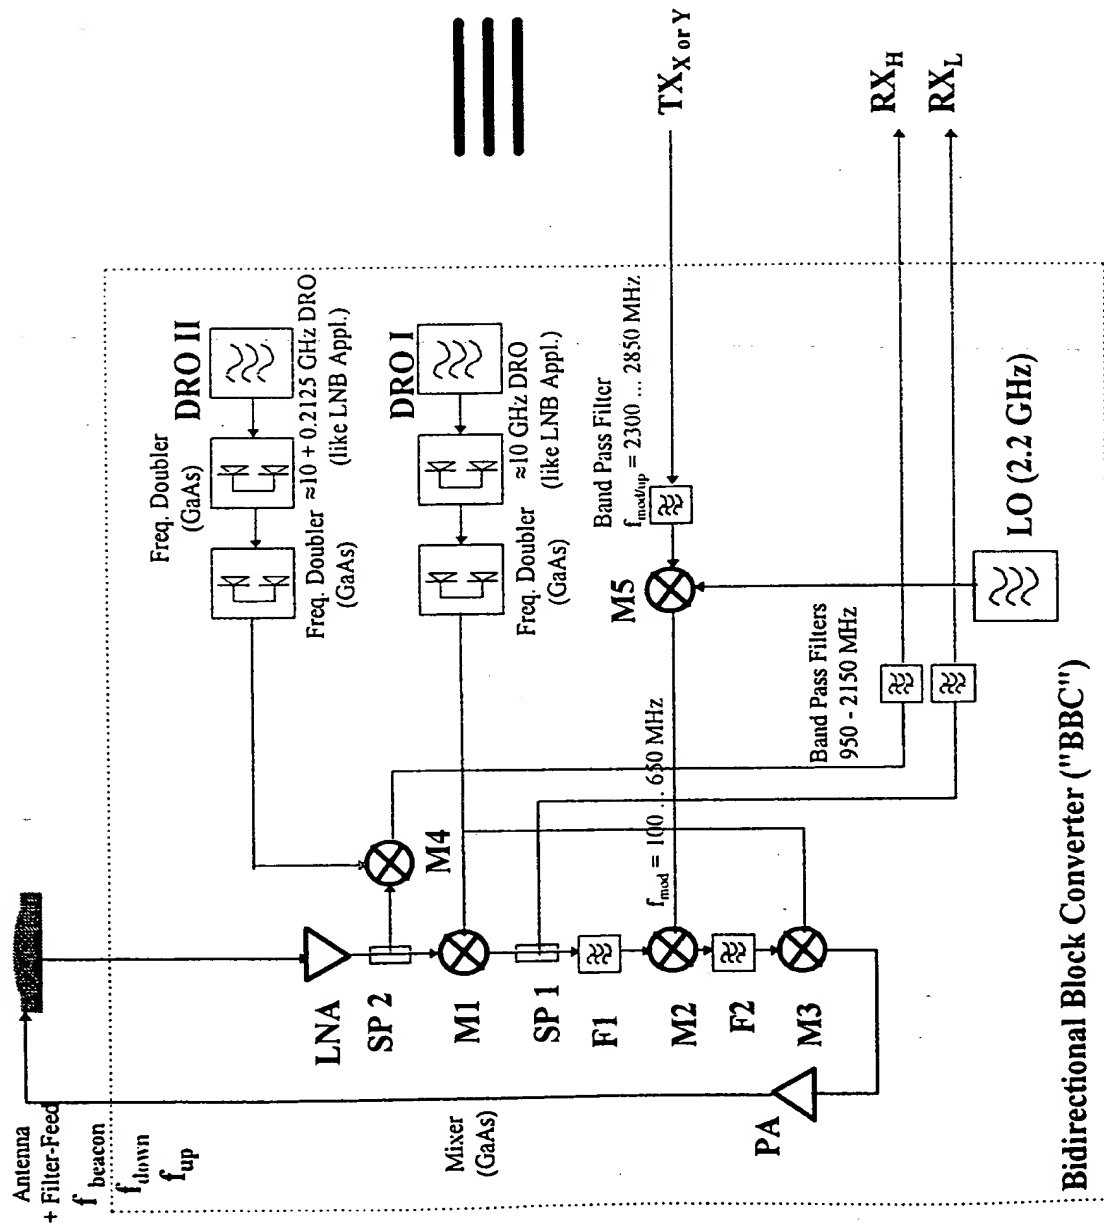 Antenna
+ Filter-Feed
f beacon
f down
f up
LNA
SP 2
M1
SP 1
F1
M2
F2
M3
PA
Mixer
(GaAs)
M4
Freq. Doubler
(GaAs)
Freq. Doubler
(GaAs)
DRO II
≈10 + 0.2125 GHz DRO
(like LNB Appl.)
Freq. Doubler
(GaAs)
DRO I
≈10 GHz DRO
(like LNB Appl.)
Band Pass Filter
f mod/up = 2300 ... 2850 MHz
M5
f mod = 100 ... 650 MHz
Band Pass Filters
950 - 2150 MHz
LO (2.2 GHz)
TX X or Y
RX H
RX L
Bidirectional Block Converter ("BBC")